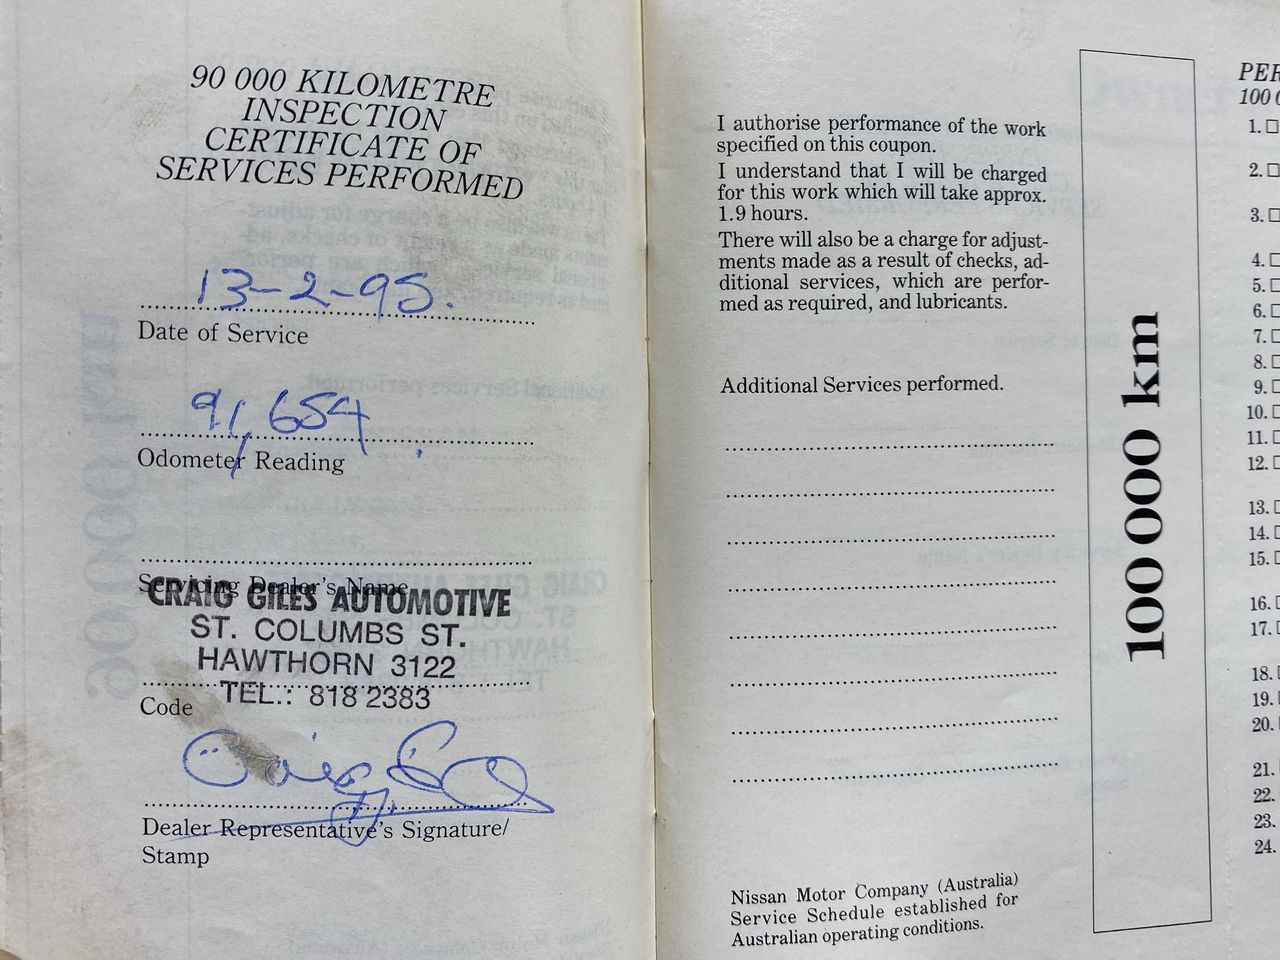 90 000 KILOMETRE
INSPECTION
CERTIFICATE OF
SERVICES PERFORMED
13-2-95.
Date of Service
91,654
Odometer Reading
Servicing Dealer's Name
CRAIG GILES AUTOMOTIVE
ST. COLUMBS ST.
HAWTHORN 3122
TEL.: 818 2383
Code
Dealer Representative's Signature/
Stamp
I authorise performance of the work
specified on this coupon.
I understand that I will be charged
for this work which will take approx.
1.9 hours.
There will also be a charge for adjust-
ments made as a result of checks, ad-
ditional services, which are perfor-
med as required, and lubricants.
Additional Services performed.
Nissan Motor Company (Australia)
Service Schedule established for
Australian operating conditions.
100 000 km
PER
100 0
1.
2.
3.
4.
5.
6.
7.
8.
9.
10.
11.
12.
13.
14.
15.
16.
17.
18.
19.
20.
21.
22.
23.
24.